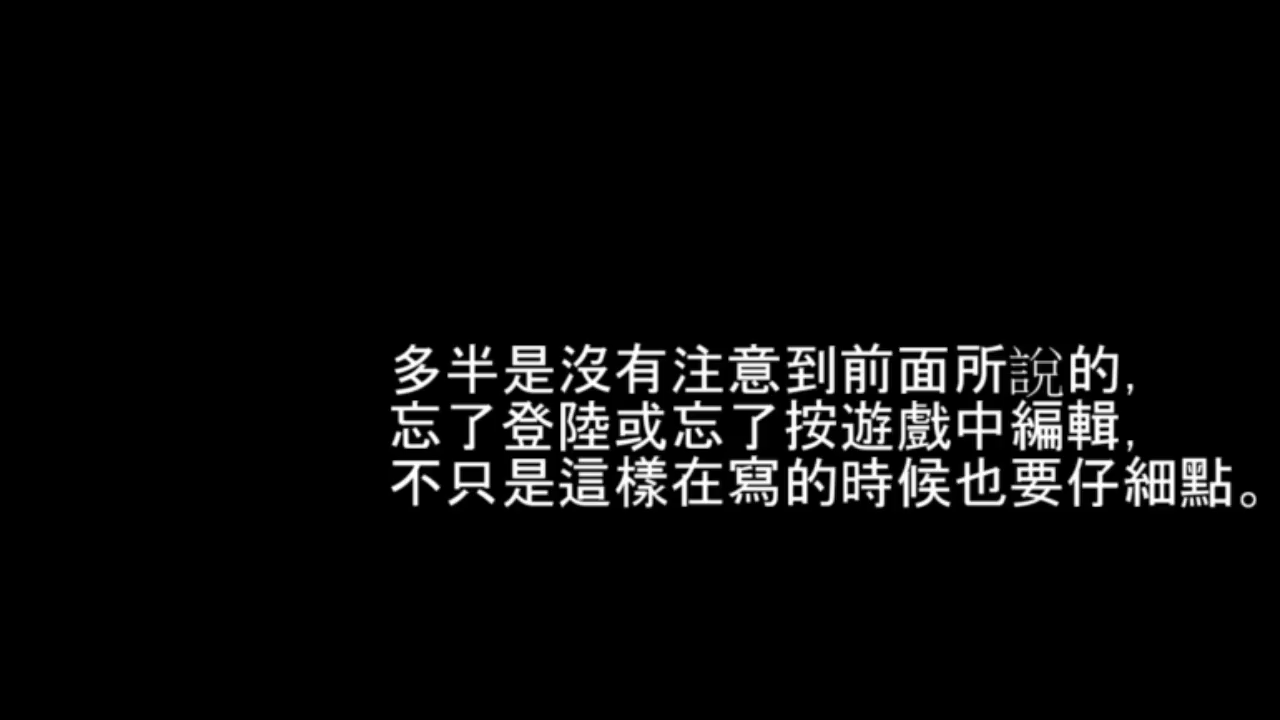 多半是沒有注意到前面所說的,
忘了登陸或忘了按遊戲中編輯,
不只是這樣在寫的時候也要仔細點。